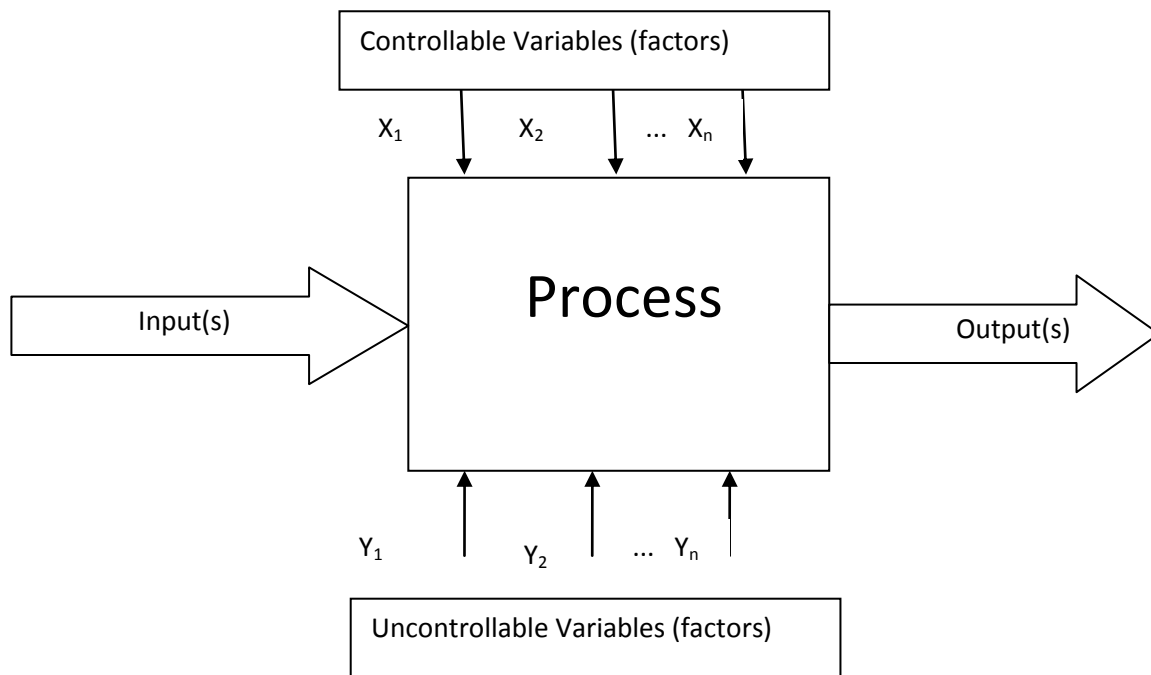 Controllable Variables (factors)
X₁ X₂ ... Xₙ
Process
Input(s)
Output(s)
Y₁ Y₂ ... Yₙ
Uncontrollable Variables (factors)